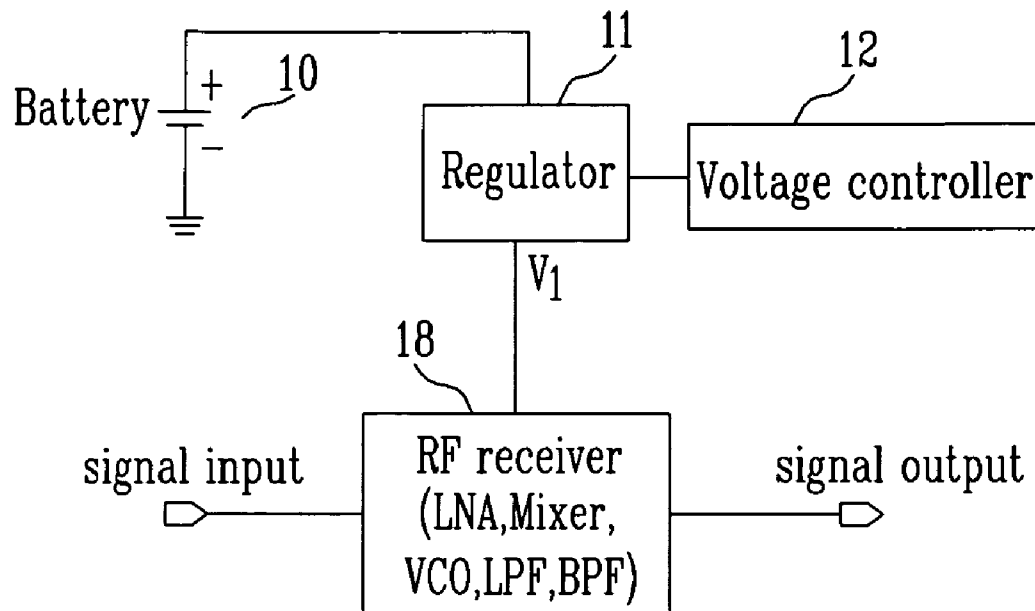 11
12
+
10
Battery
-
Regulator
Voltage controller
V1
18
signal input
RF receiver
(LNA,Mixer,
VCO,LPF,BPF)
signal output